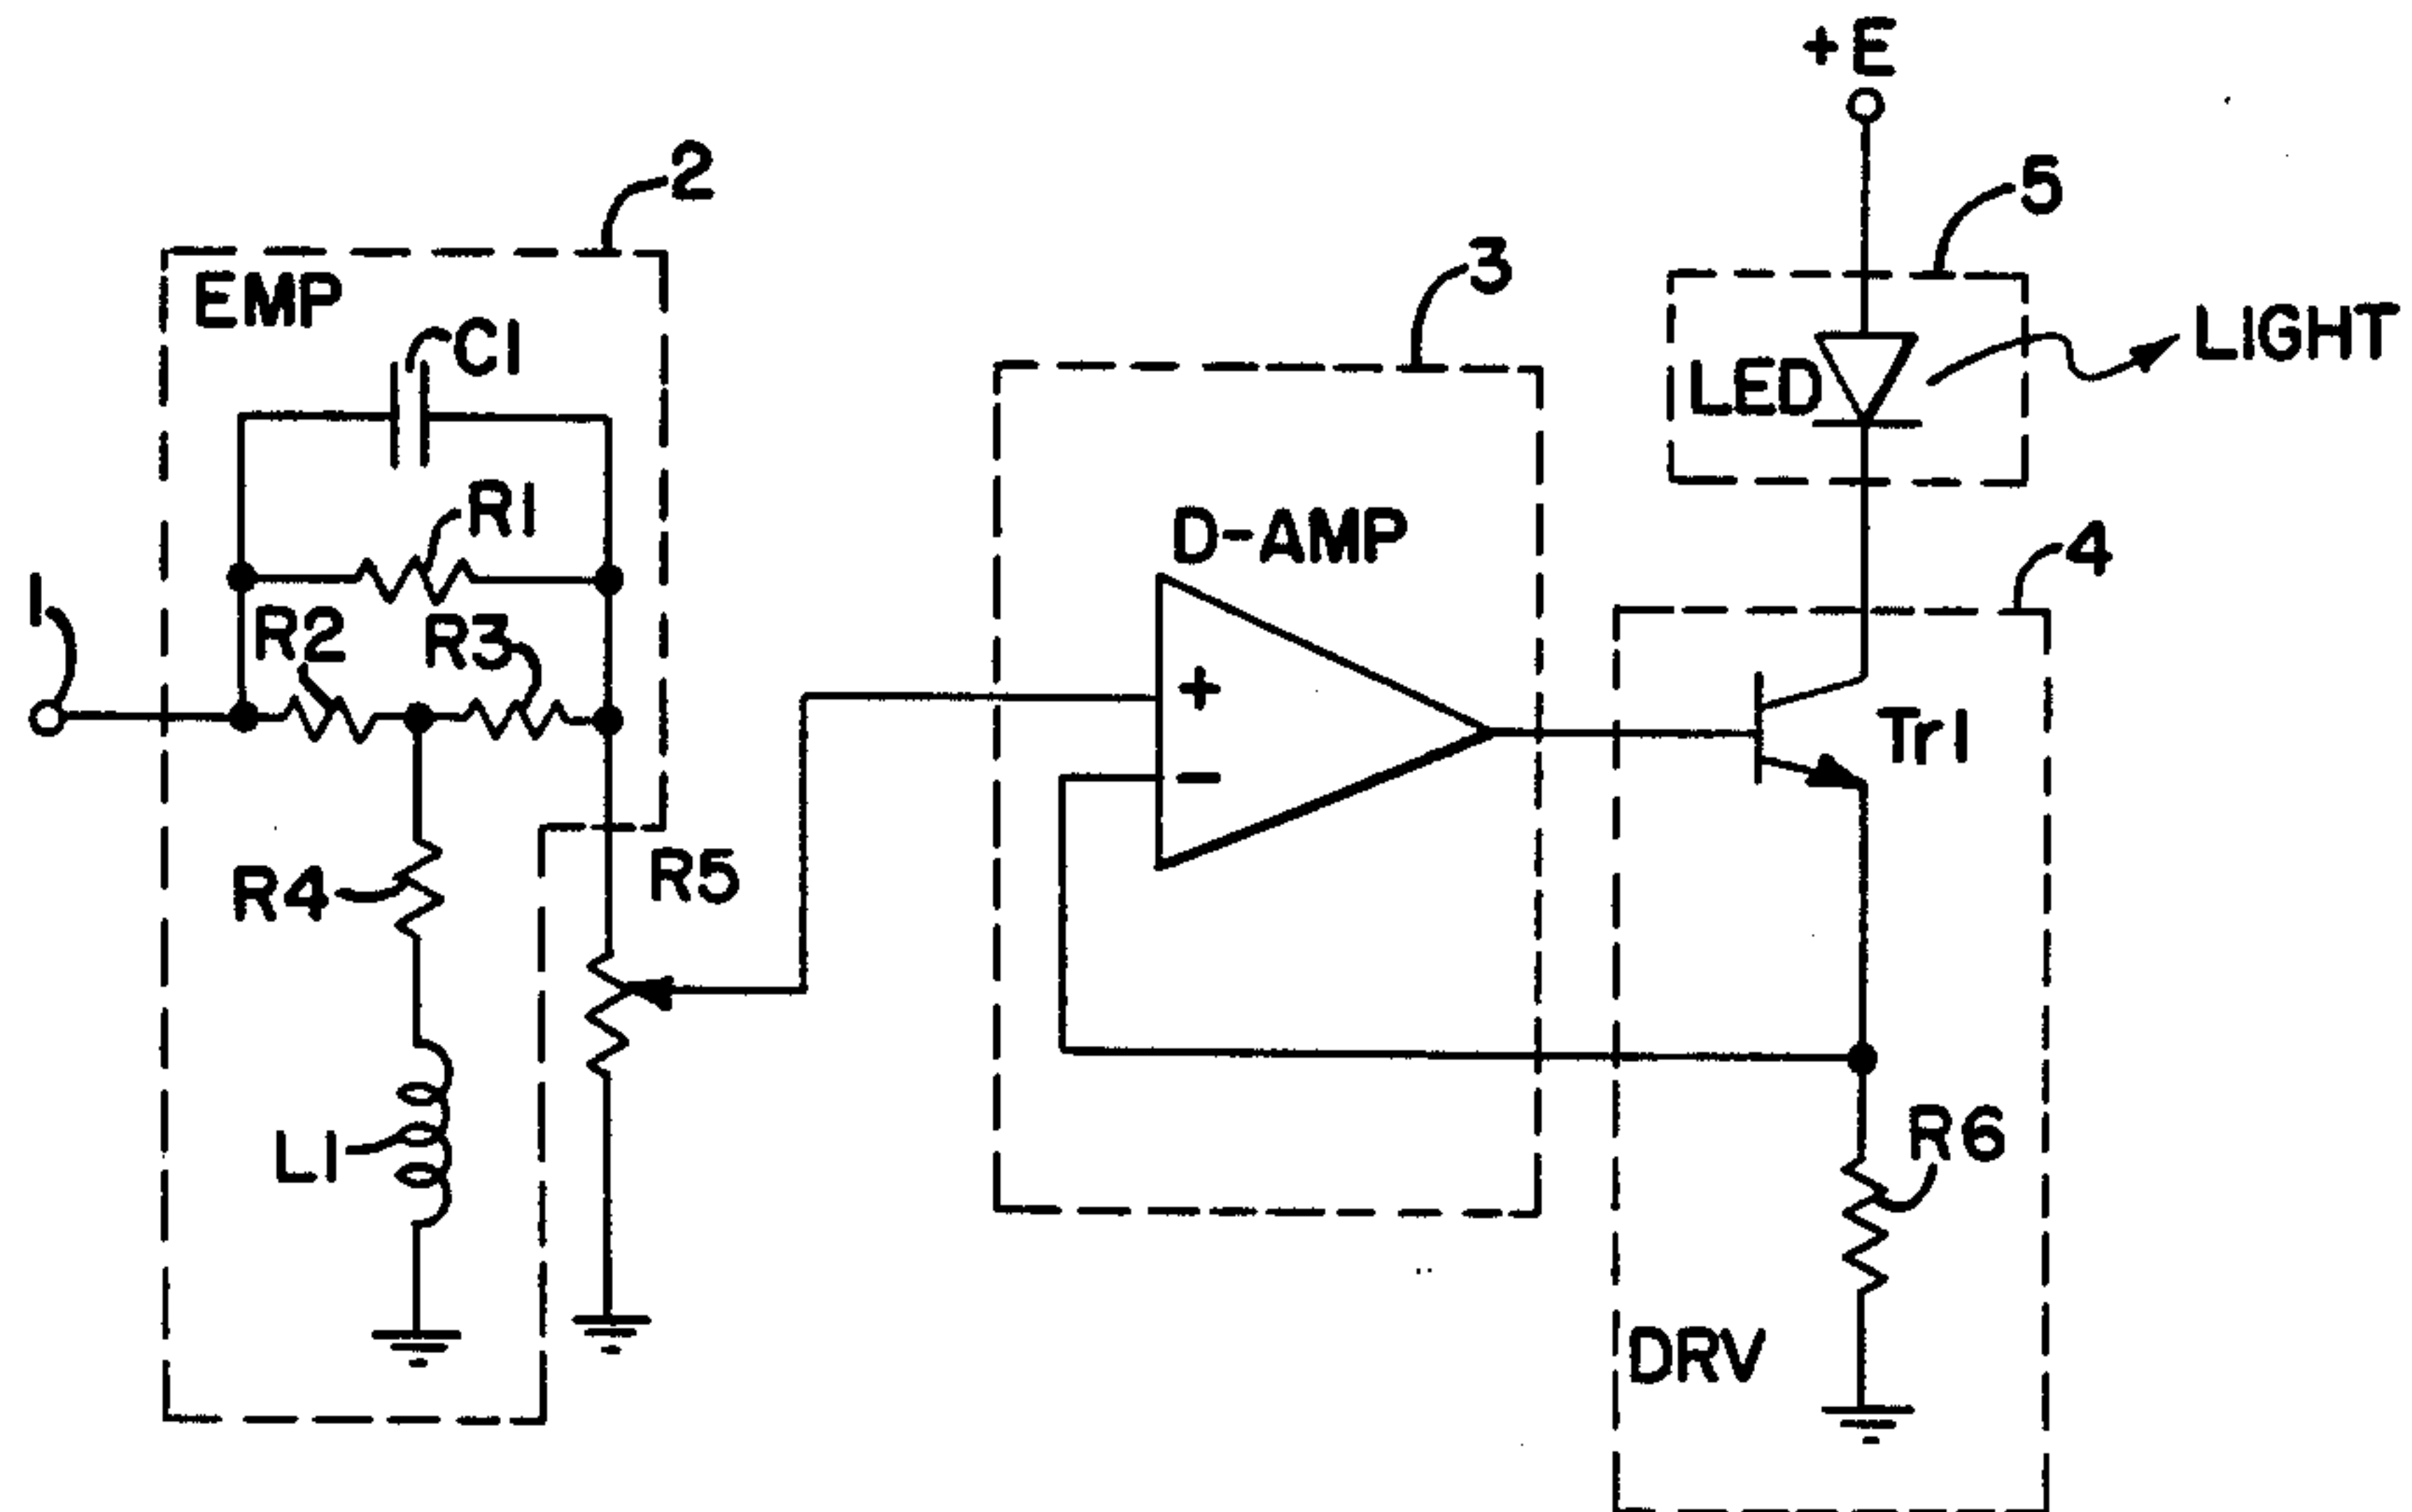 +E
2
5
3
EMP
C1
LIGHT
LED
R1
D-AMP
4
1
R2
R3
+
Tr1
-
R5
R4
L1
R6
DRV